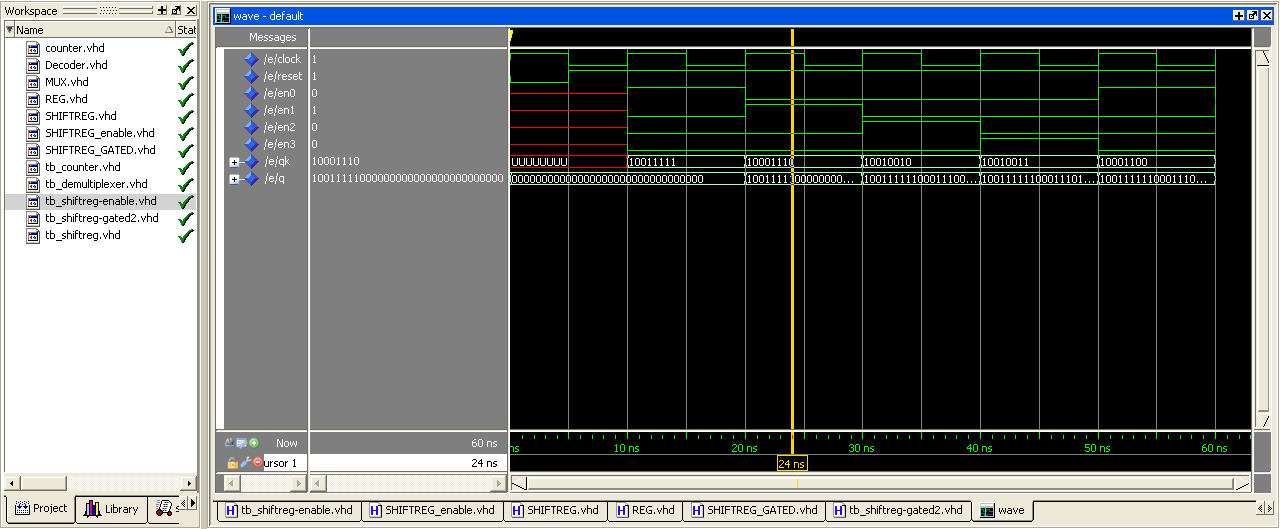 Workspace
Name Stat
counter.vhd
Decoder.vhd
MUX.vhd
REG.vhd
SHIFTREG.vhd
SHIFTREG_enable.vhd
SHIFTREG_GATED.vhd
tb_counter.vhd
tb_demultiplexer.vhd
tb_shiftreg-enable.vhd
tb_shiftreg-gated2.vhd
tb_shiftreg.vhd
Project Library s
wave - default
Messages
/e/clock 1
/e/reset 1
/e/en0 0
/e/en1 1
/e/en2 0
/e/en3 0
/e/qk 10001110 UUUUUUUU 10011111 10001110 10010010 10010011 10001100
/e/q 10011111000000000000000000000000 00000000000000000000000000000000 1001111100000000... 1001111110001110... 1001111110001110...
Now 60 ns ns 10 ns 20 ns 30 ns 40 ns 50 ns 60 ns
ursor 1 24 ns 24 ns
tb_shiftreg-enable.vhd SHIFTREG_enable.vhd SHIFTREG.vhd REG.vhd SHIFTREG_GATED.vhd tb_shiftreg-gated2.vhd wave